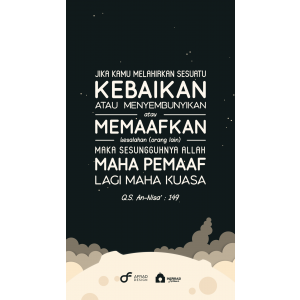 JIKA KAMU MELAHIRKAN SESUATU
KEBAIKAN
ATAU MENYEMBUNYIKAN
atau
MEMAAFKAN
kesalahan (orang lain)
MAKA SESUNGGUHNYA ALLAH
MAHA PEMAAF
LAGI MAHA KUASA
Q.S. An-Nisa' : 149